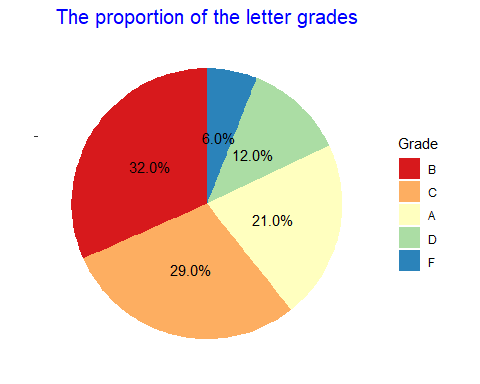 The proportion of the letter grades
6.0%
12.0%
32.0%
21.0%
29.0%
Grade
B
C
A
D
F